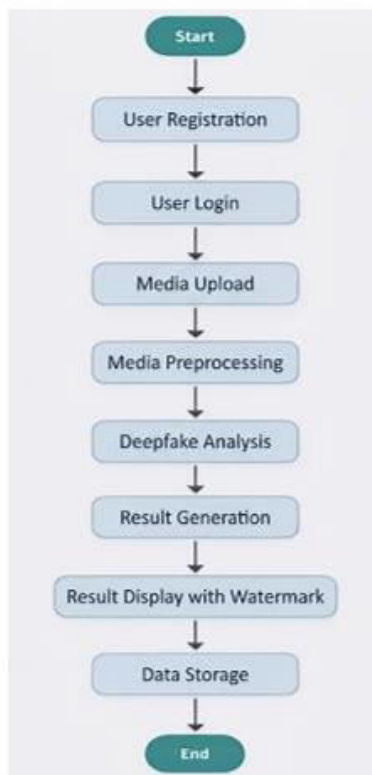 Start
User Registration
User Login
Media Upload
Media Preprocessing
Deepfake Analysis
Result Generation
Result Display with Watermark
Data Storage
End